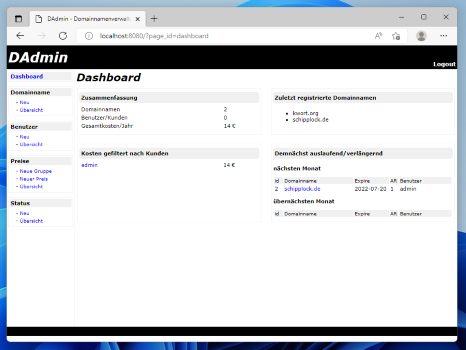 DAdmin - Domainnamenverwalt
localhost:8080/?page_id=dashboard
DAdmin
Logout
Dashboard
Domainname
- Neu
- Übersicht
Benutzer
- Neu
- Übersicht
Preise
- Neue Gruppe
- Neuer Preis
- Übersicht
Status
- Neu
- Übersicht
Dashboard
Zusammenfassung
Domainnamen 2
Benutzer/Kunden 0
Gesamtkosten/Jahr 14 €
Zuletzt registrierte Domainnamen
kwort.org
schipplock.de
Kosten gefiltert nach Kunden
admin 14 €
Demnächst auslaufend/verlängernd
nächsten Monat
Id Domainname Expire AR Benutzer
2 schipplock.de 2022-07-20 1 admin
übernächsten Monat
Id Domainname Expire AR Benutzer